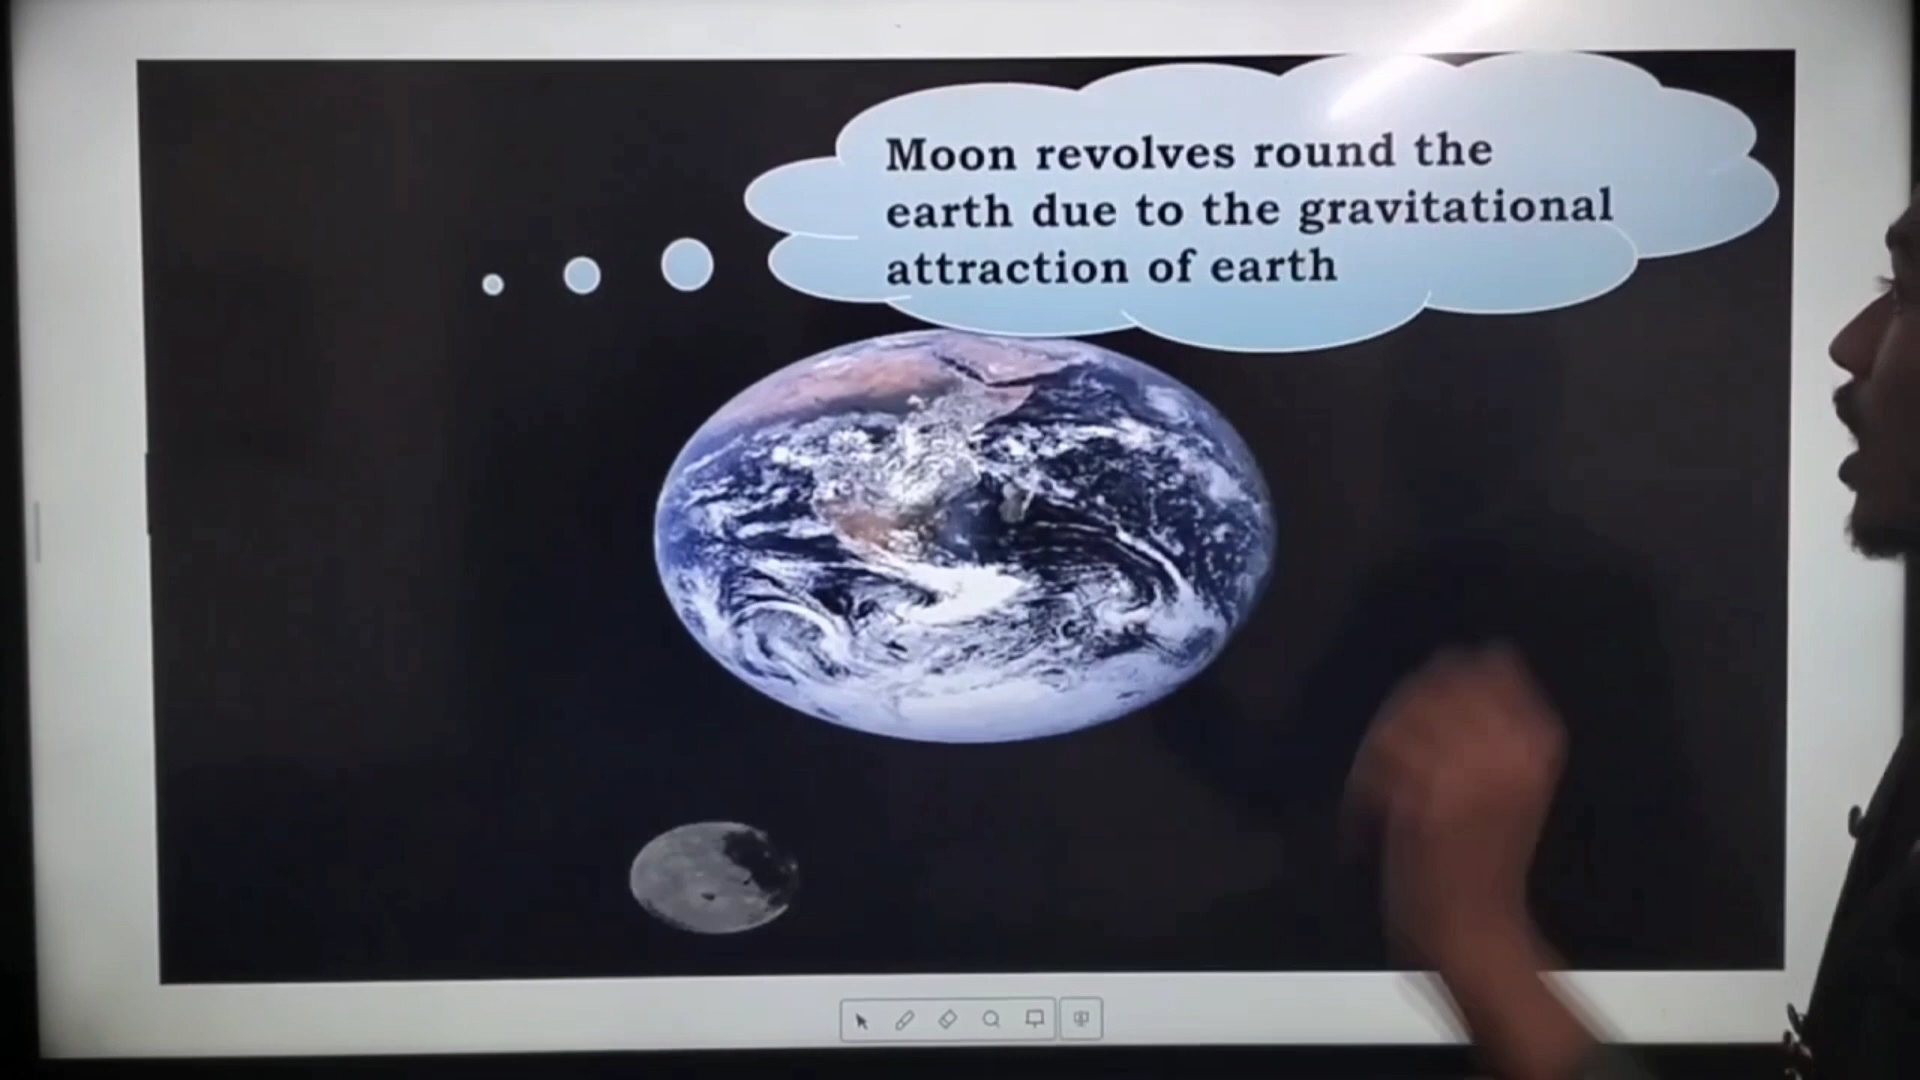 Moon revolves round the
earth due to the gravitational
attraction of earth